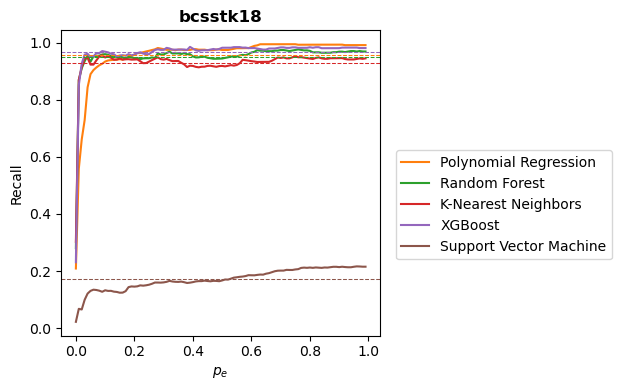 bcsstk18
Recall
1.0
0.8
0.6
0.4
0.2
0.0
0.0 0.2 0.4 0.6 0.8 1.0
p_e
Polynomial Regression
Random Forest
K-Nearest Neighbors
XGBoost
Support Vector Machine